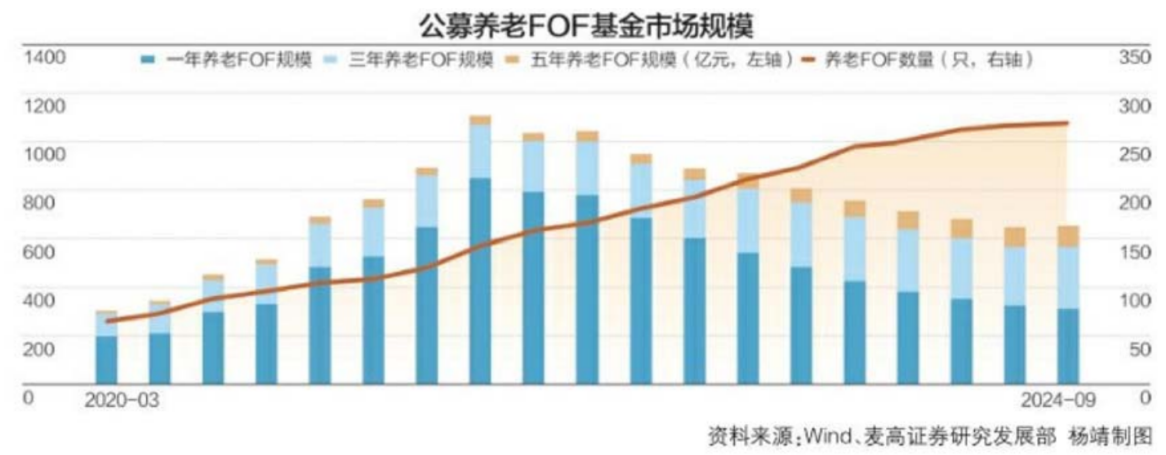 公募养老FOF基金市场规模
1400 一年养老FOF规模 三年养老FOF规模 五年养老FOF规模（亿元，左轴） 养老FOF数量（只，右轴） 350
1200 300
1000 250
800 200
600 150
400 100
200 50
0 2020-03 2024-09 0
资料来源：Wind、麦高证券研究发展部 杨靖制图